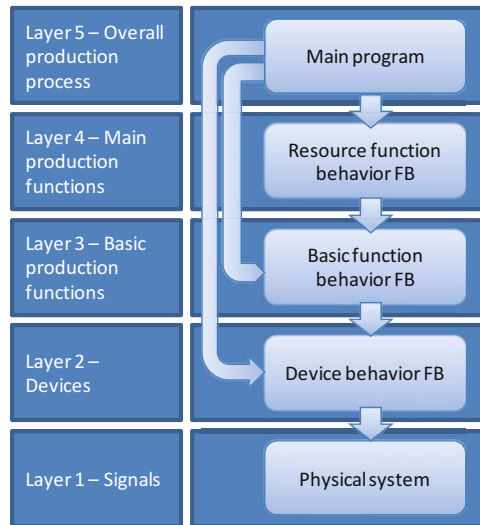 Layer 5 – Overall
production
process
Main program
Layer 4 – Main
production
functions
Resource function
behavior FB
Layer 3 – Basic
production
functions
Basic function
behavior FB
Layer 2 –
Devices
Device behavior FB
Layer 1 – Signals
Physical system